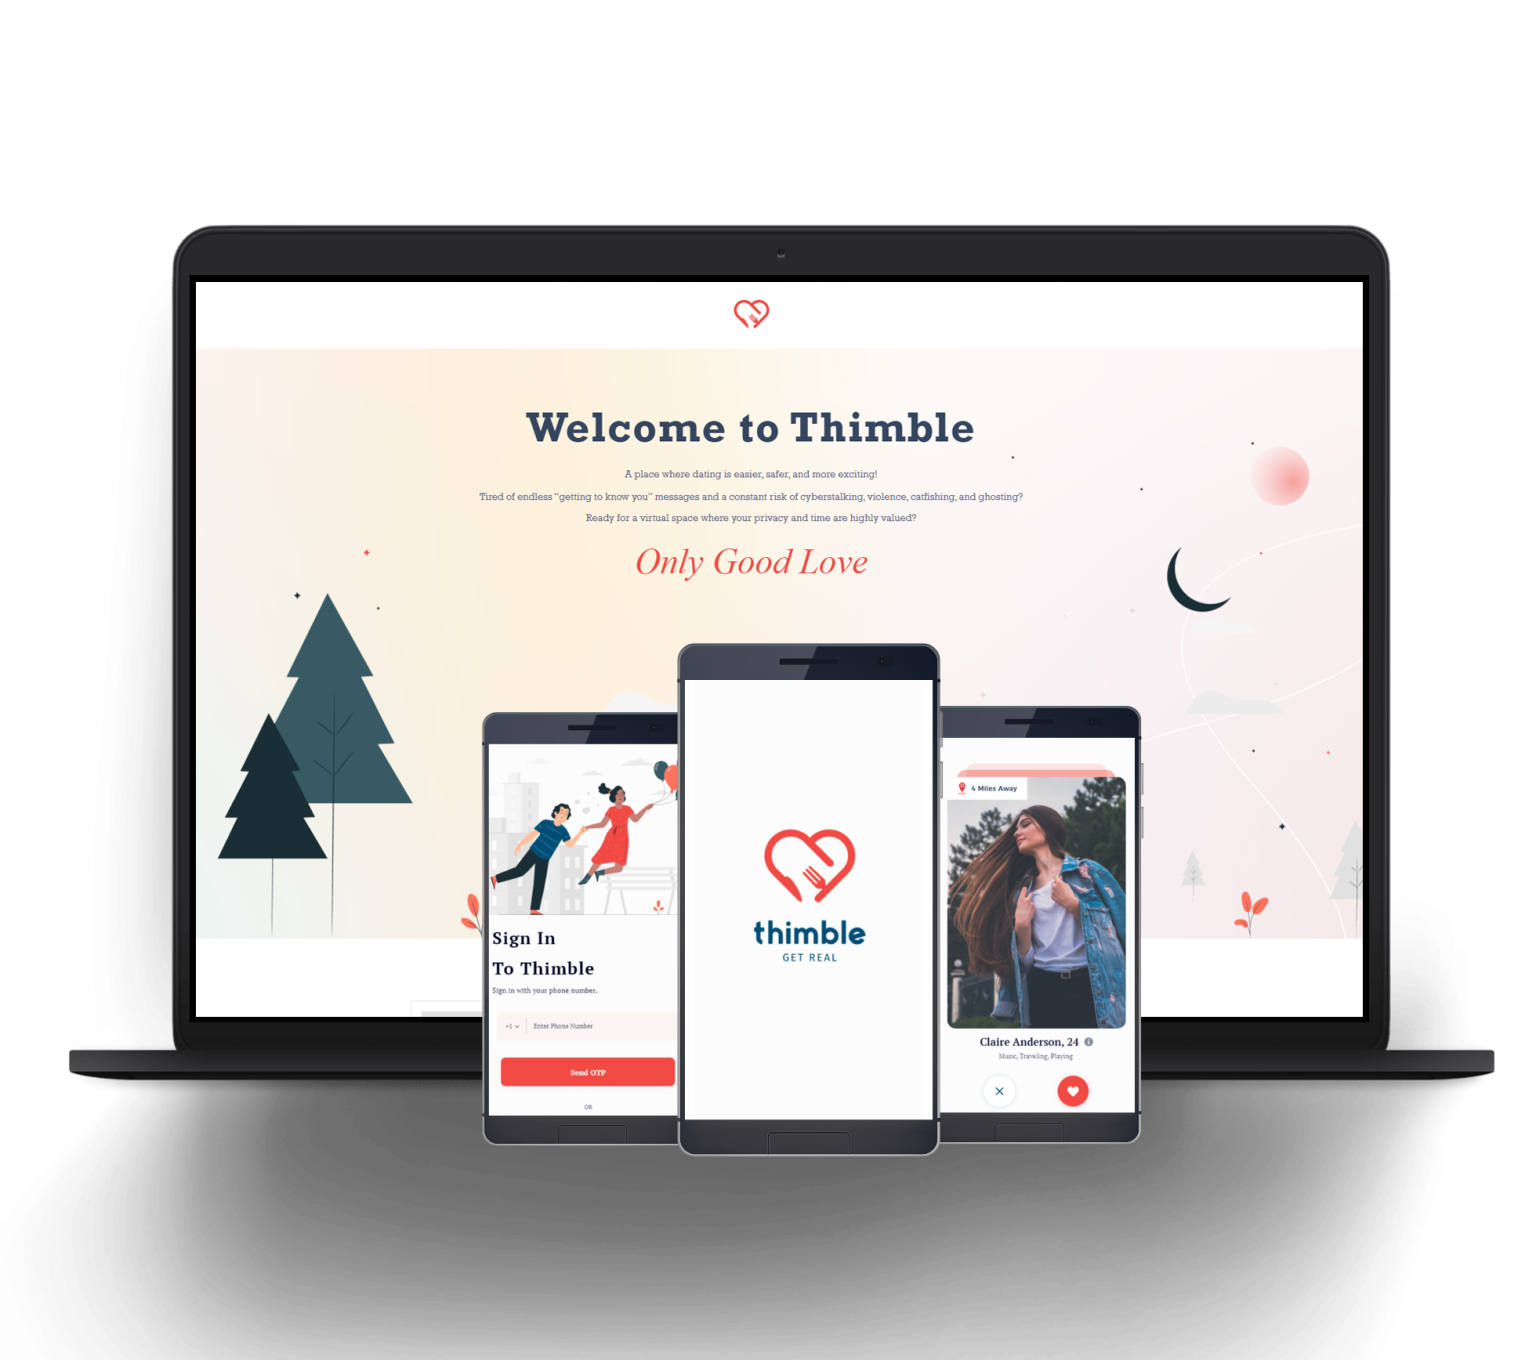 Welcome to Thimble
A place where dating is easier, safer, and more exciting!
Tired of endless "getting to know you" messages and a constant risk of cyberstalking, violence, catfishing, and ghosting?
Ready for a virtual space where your privacy and time are highly valued?
Only Good Love
Sign In
To Thimble
Sign in with your phone number.
+1
Enter Phone Number
Send OTP
OR
thimble
GET REAL
4 Miles Away
Claire Anderson, 24
Music, Traveling, Playing